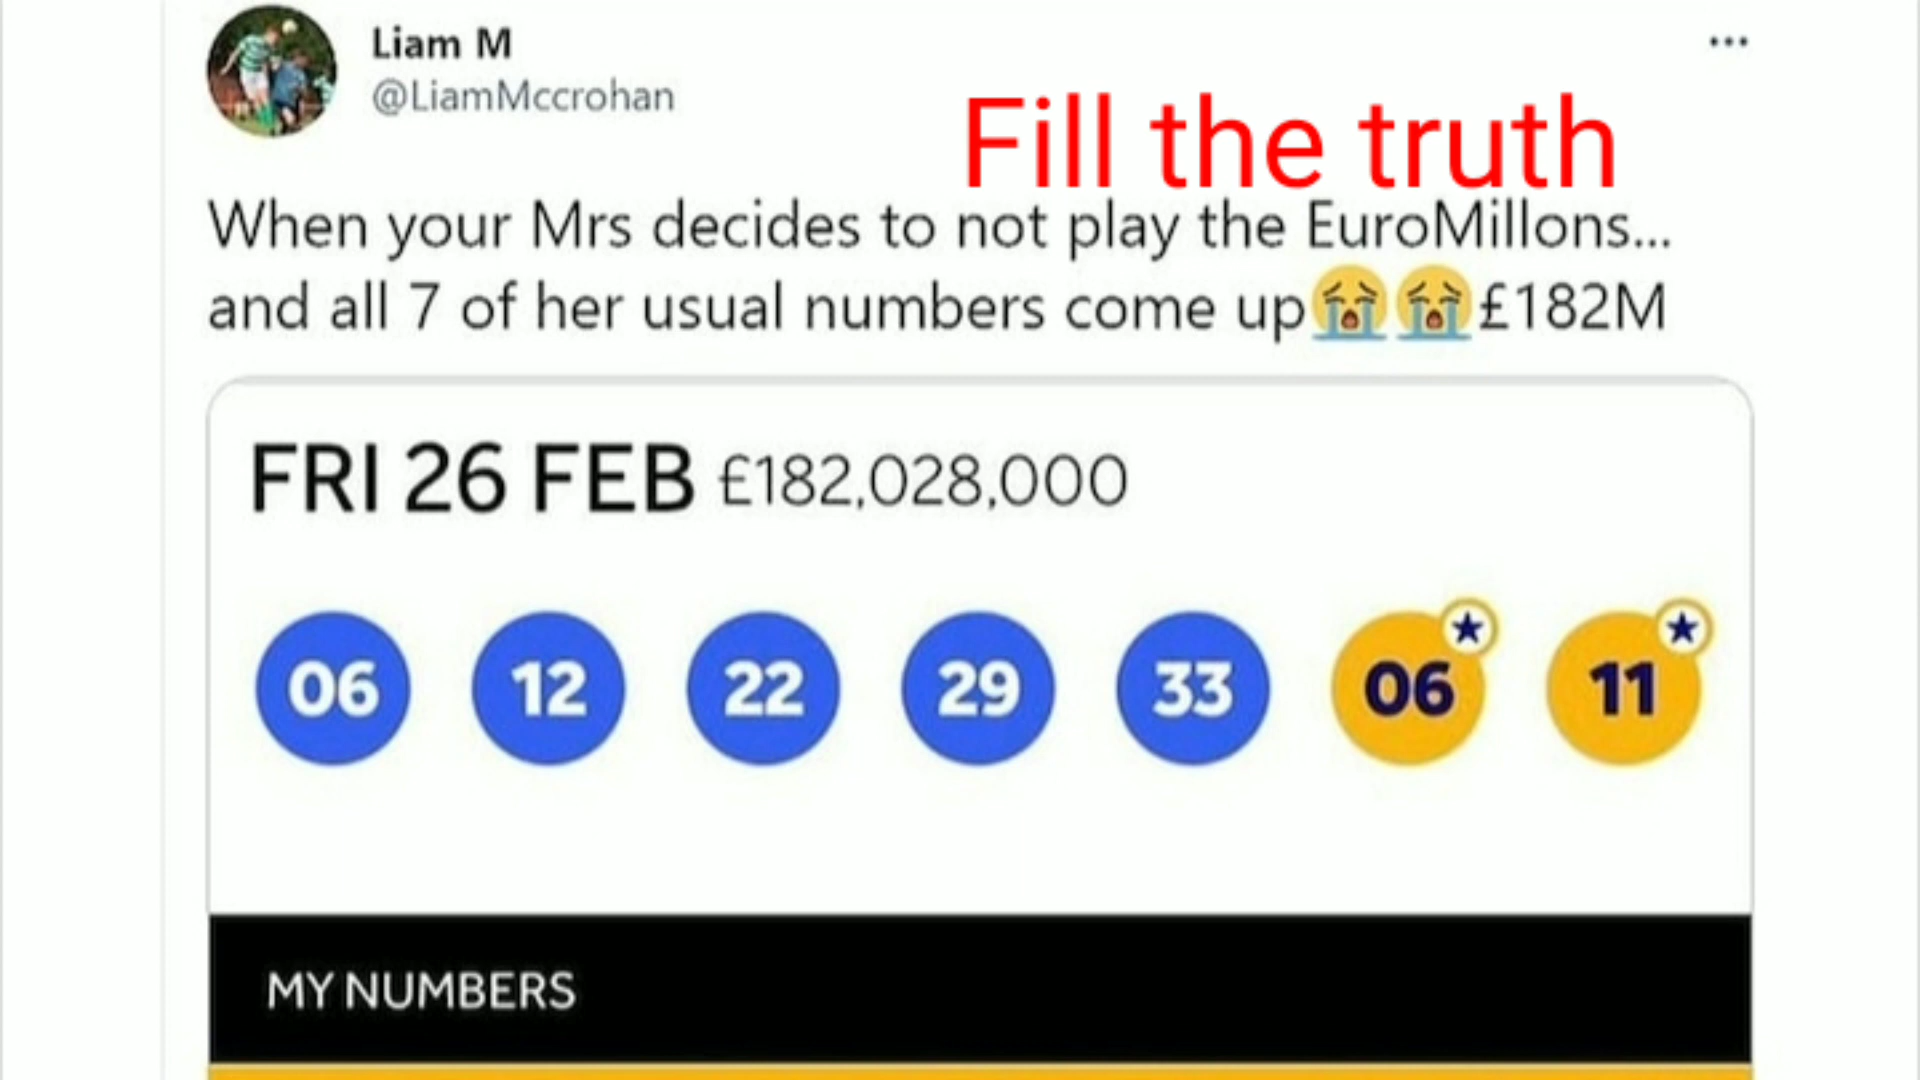 Liam M
...
@LiamMccrohan
Fill the truth
When your Mrs decides to not play the EuroMillons...
and all 7 of her usual numbers come up😭😭£182M
FRI 26 FEB £182,028,000
06 12 22 29 33 06 11
MY NUMBERS